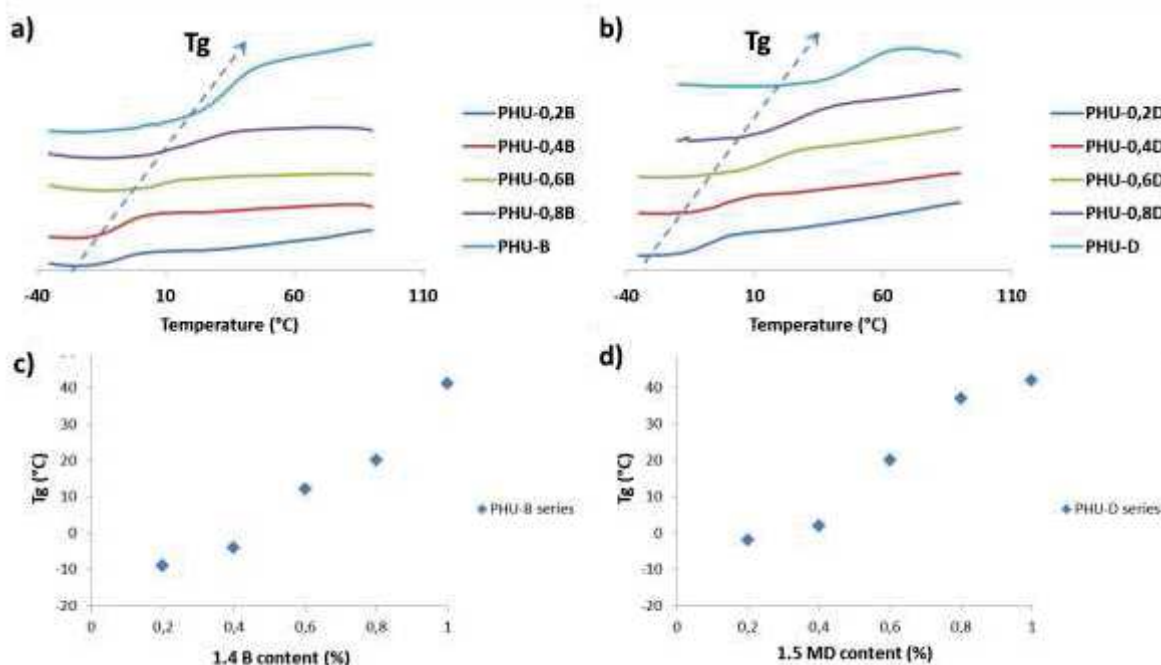 a)
Tg
PHU-0,2B
PHU-0,4B
PHU-0,6B
PHU-0,8B
PHU-B
-40 10 60 110
Temperature (°C)
b)
Tg
PHU-0,2D
PHU-0,4D
PHU-0,6D
PHU-0,8D
PHU-D
-40 10 60 110
Temperature (°C)
c)
40
30
20
10
0
-10
-20
Tg (°C)
0 0,2 0,4 0,6 0,8 1
1.4 B content (%)
PHU-B series
d)
40
30
20
10
0
-10
-20
Tg (°C)
0 0,2 0,4 0,6 0,8 1
1.5 MD content (%)
PHU-D series